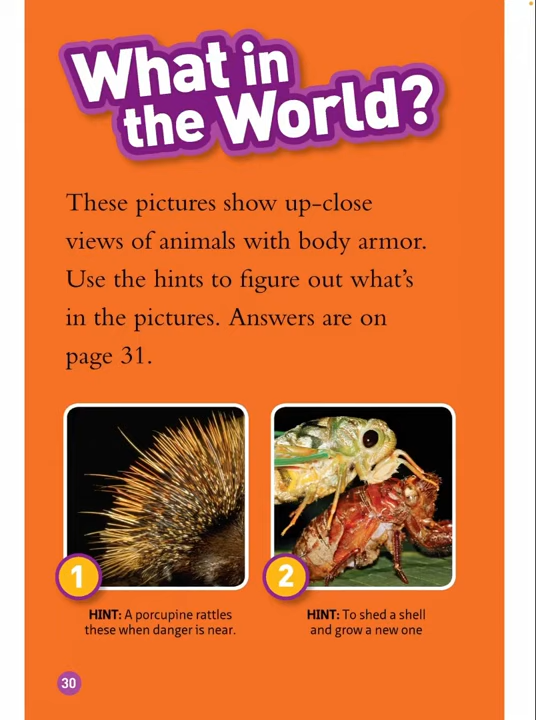 What in
the World?
These pictures show up-close
views of animals with body armor.
Use the hints to figure out what's
in the pictures. Answers are on
page 31.
1
2
HINT: A porcupine rattles
these when danger is near.
HINT: To shed a shell
and grow a new one
30